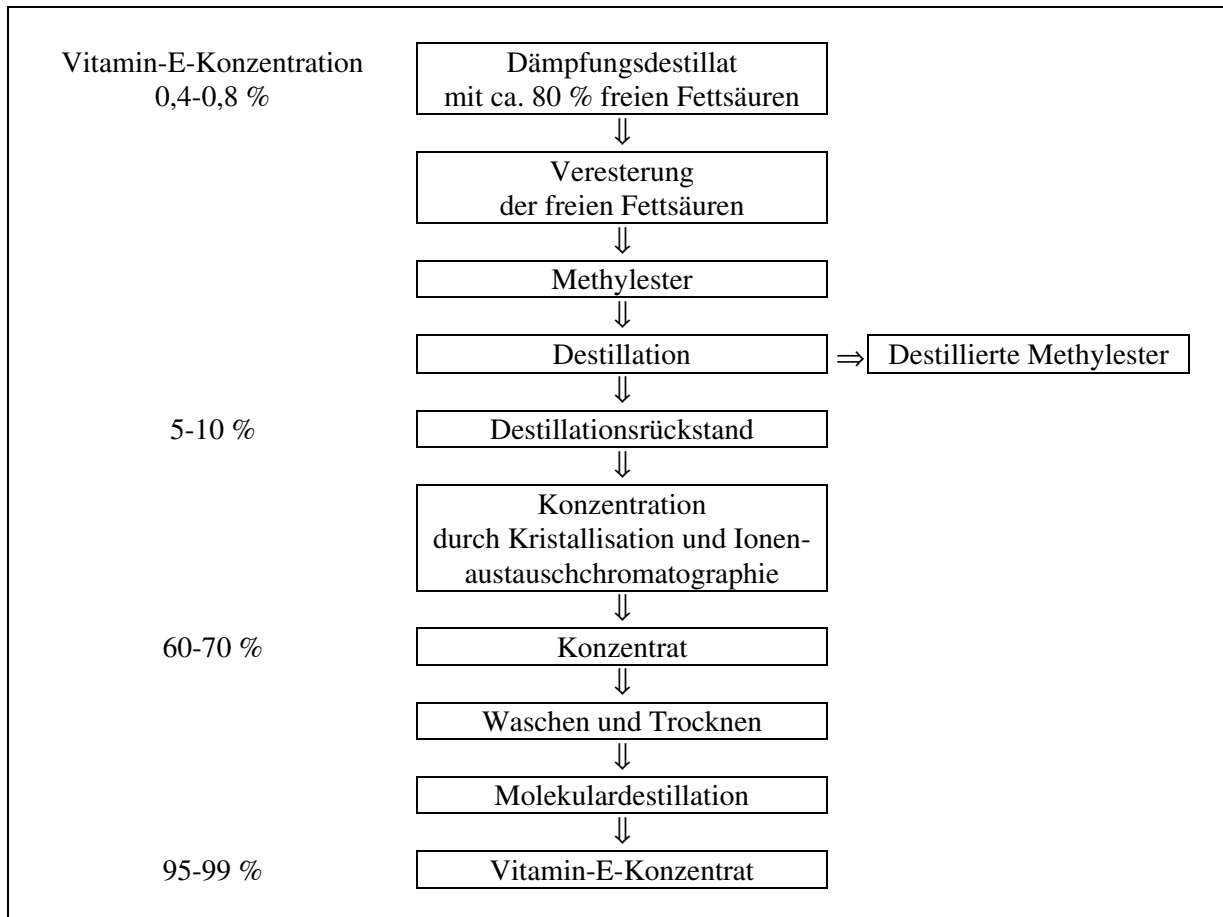 Vitamin-E-Konzentration
0,4-0,8 %
Dämpfungsdestillat
mit ca. 80 % freien Fettsäuren
⇓
Veresterung
der freien Fettsäuren
⇓
Methylester
⇓
Destillation
⇒
Destillierte Methylester
⇓
5-10 %
Destillationsrückstand
⇓
Konzentration
durch Kristallisation und Ionen-
austauschchromatographie
⇓
60-70 %
Konzentrat
⇓
Waschen und Trocknen
⇓
Molekulardestillation
⇓
95-99 %
Vitamin-E-Konzentrat